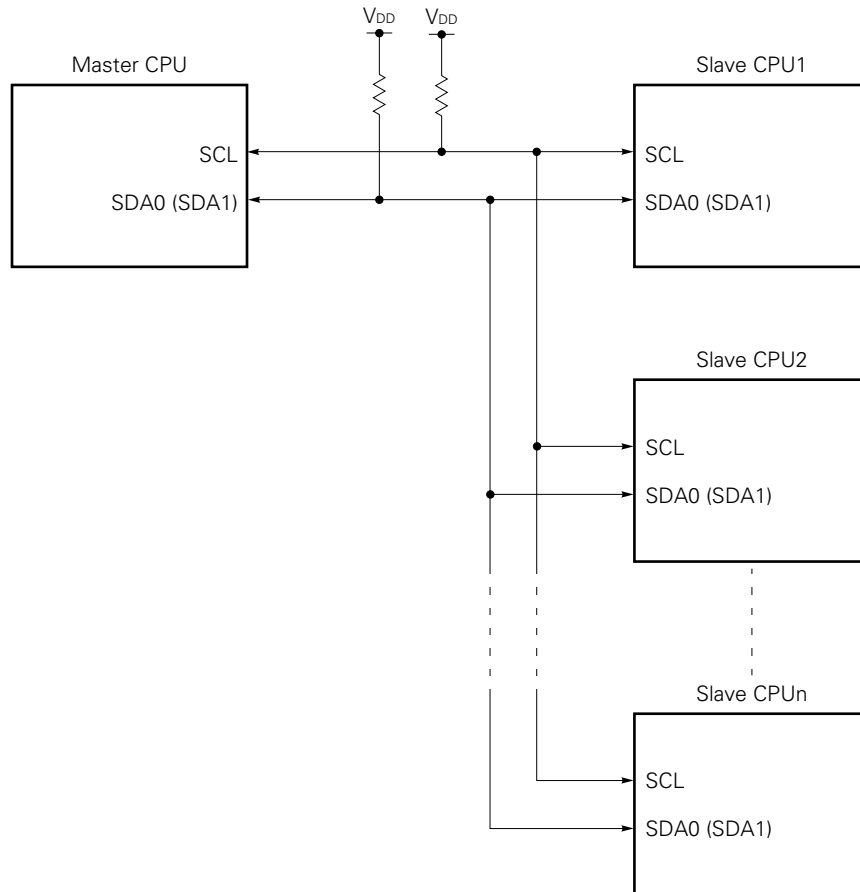 VDD
VDD
Master CPU
Slave CPU1
SCL
SCL
SDA0 (SDA1)
SDA0 (SDA1)
Slave CPU2
SCL
SDA0 (SDA1)
Slave CPUn
SCL
SDA0 (SDA1)